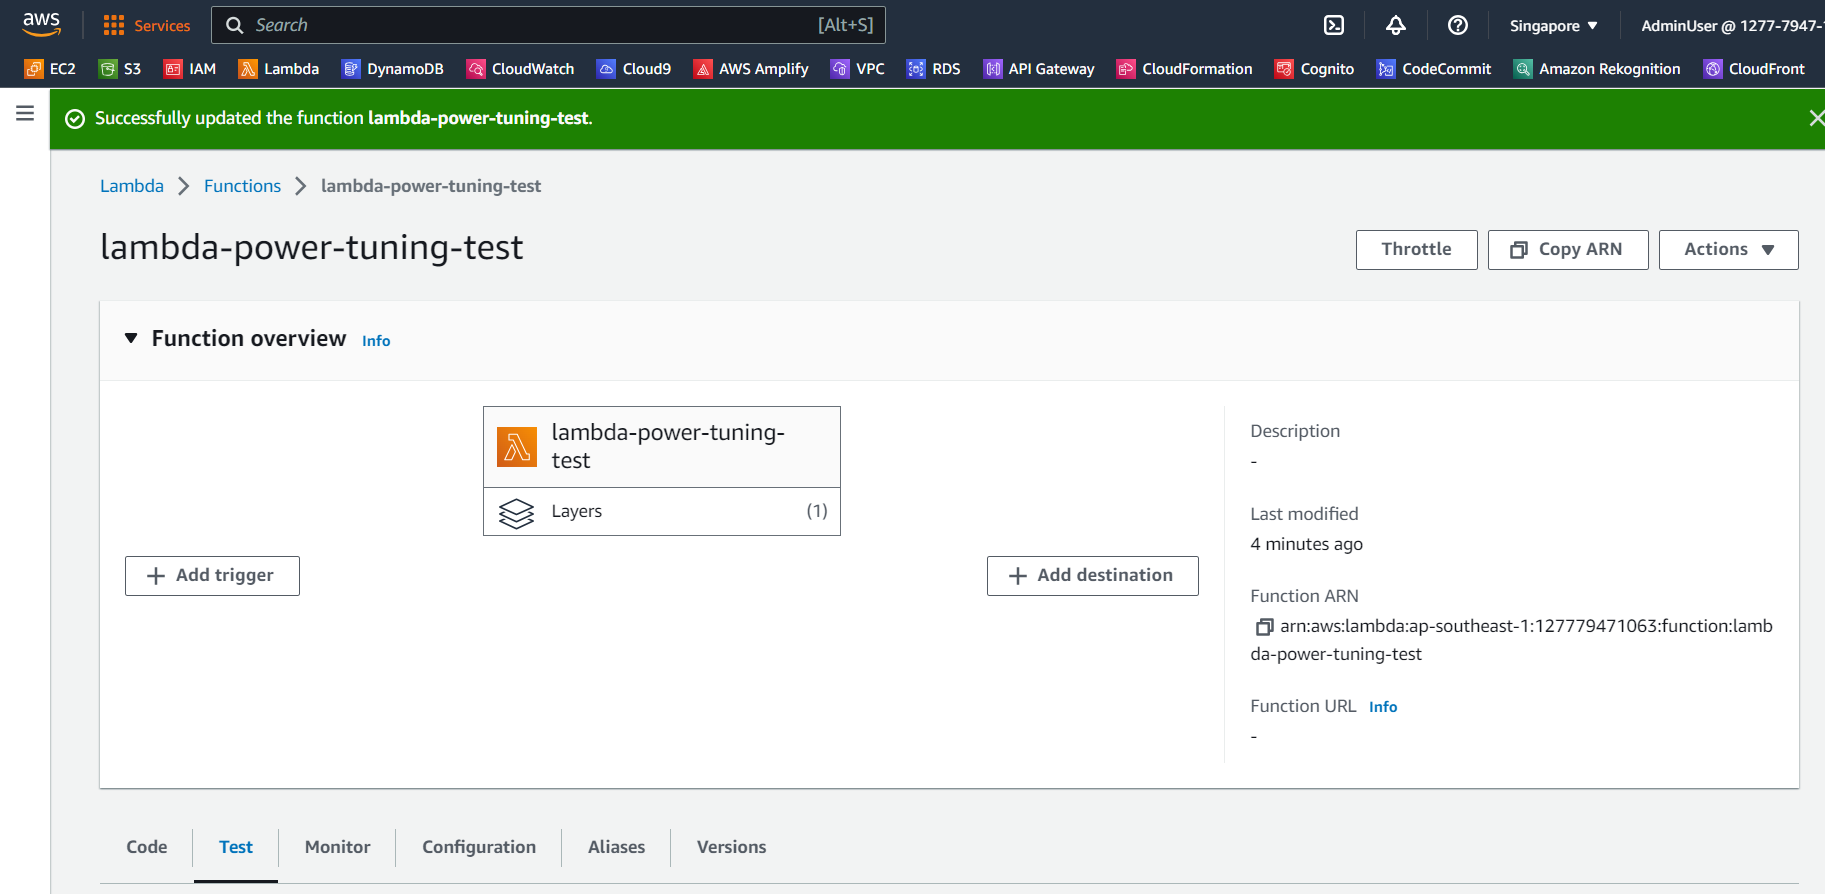 aws
Services
Search [Alt+S]
Singapore
AdminUser @ 1277-7947-
EC2 S3 IAM Lambda DynamoDB CloudWatch Cloud9 AWS Amplify VPC RDS API Gateway CloudFormation Cognito CodeCommit Amazon Rekognition CloudFront
Successfully updated the function lambda-power-tuning-test.
Lambda Functions lambda-power-tuning-test
lambda-power-tuning-test
Throttle Copy ARN Actions
Function overview Info
lambda-power-tuning-
test
Layers (1)
Add trigger
Add destination
Description
-
Last modified
4 minutes ago
Function ARN
arn:aws:lambda:ap-southeast-1:127779471063:function:lamb
da-power-tuning-test
Function URL Info
-
Code Test Monitor Configuration Aliases Versions